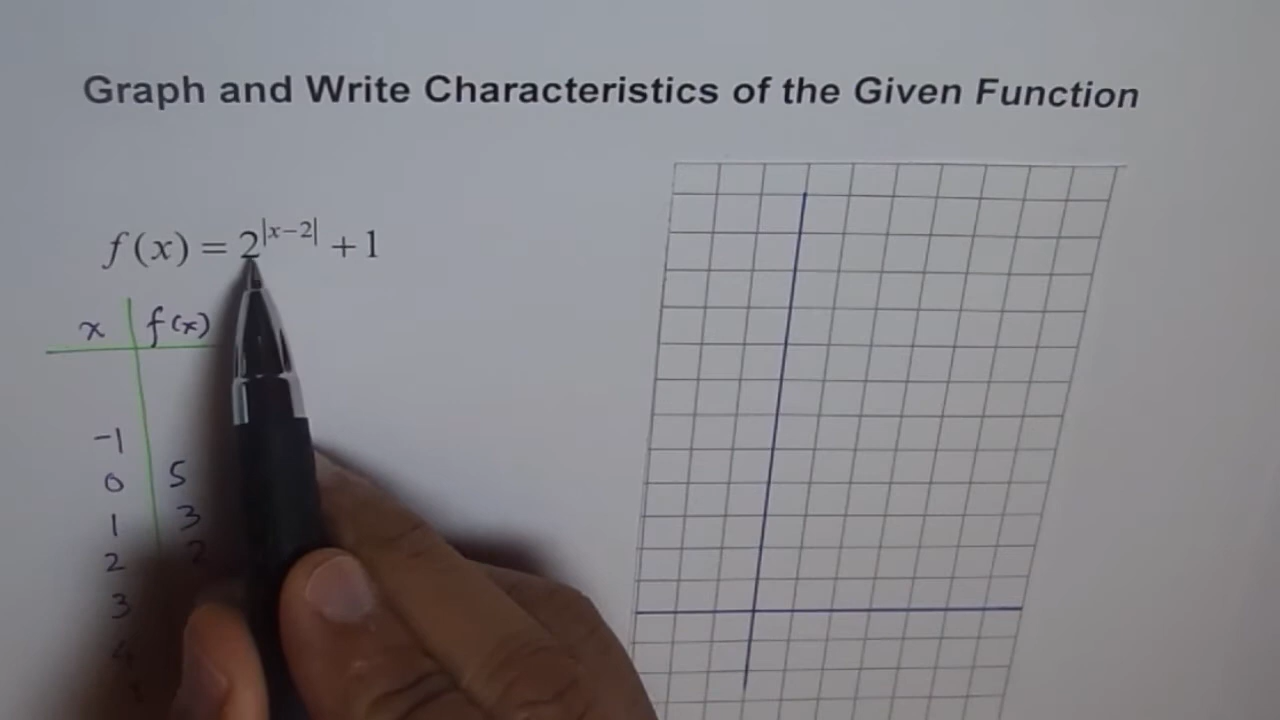 Graph and Write Characteristics of the Given Function
f(x) = 2^|x−2| + 1
x f(x)
-1
0 5
1 3
2 2
3
4